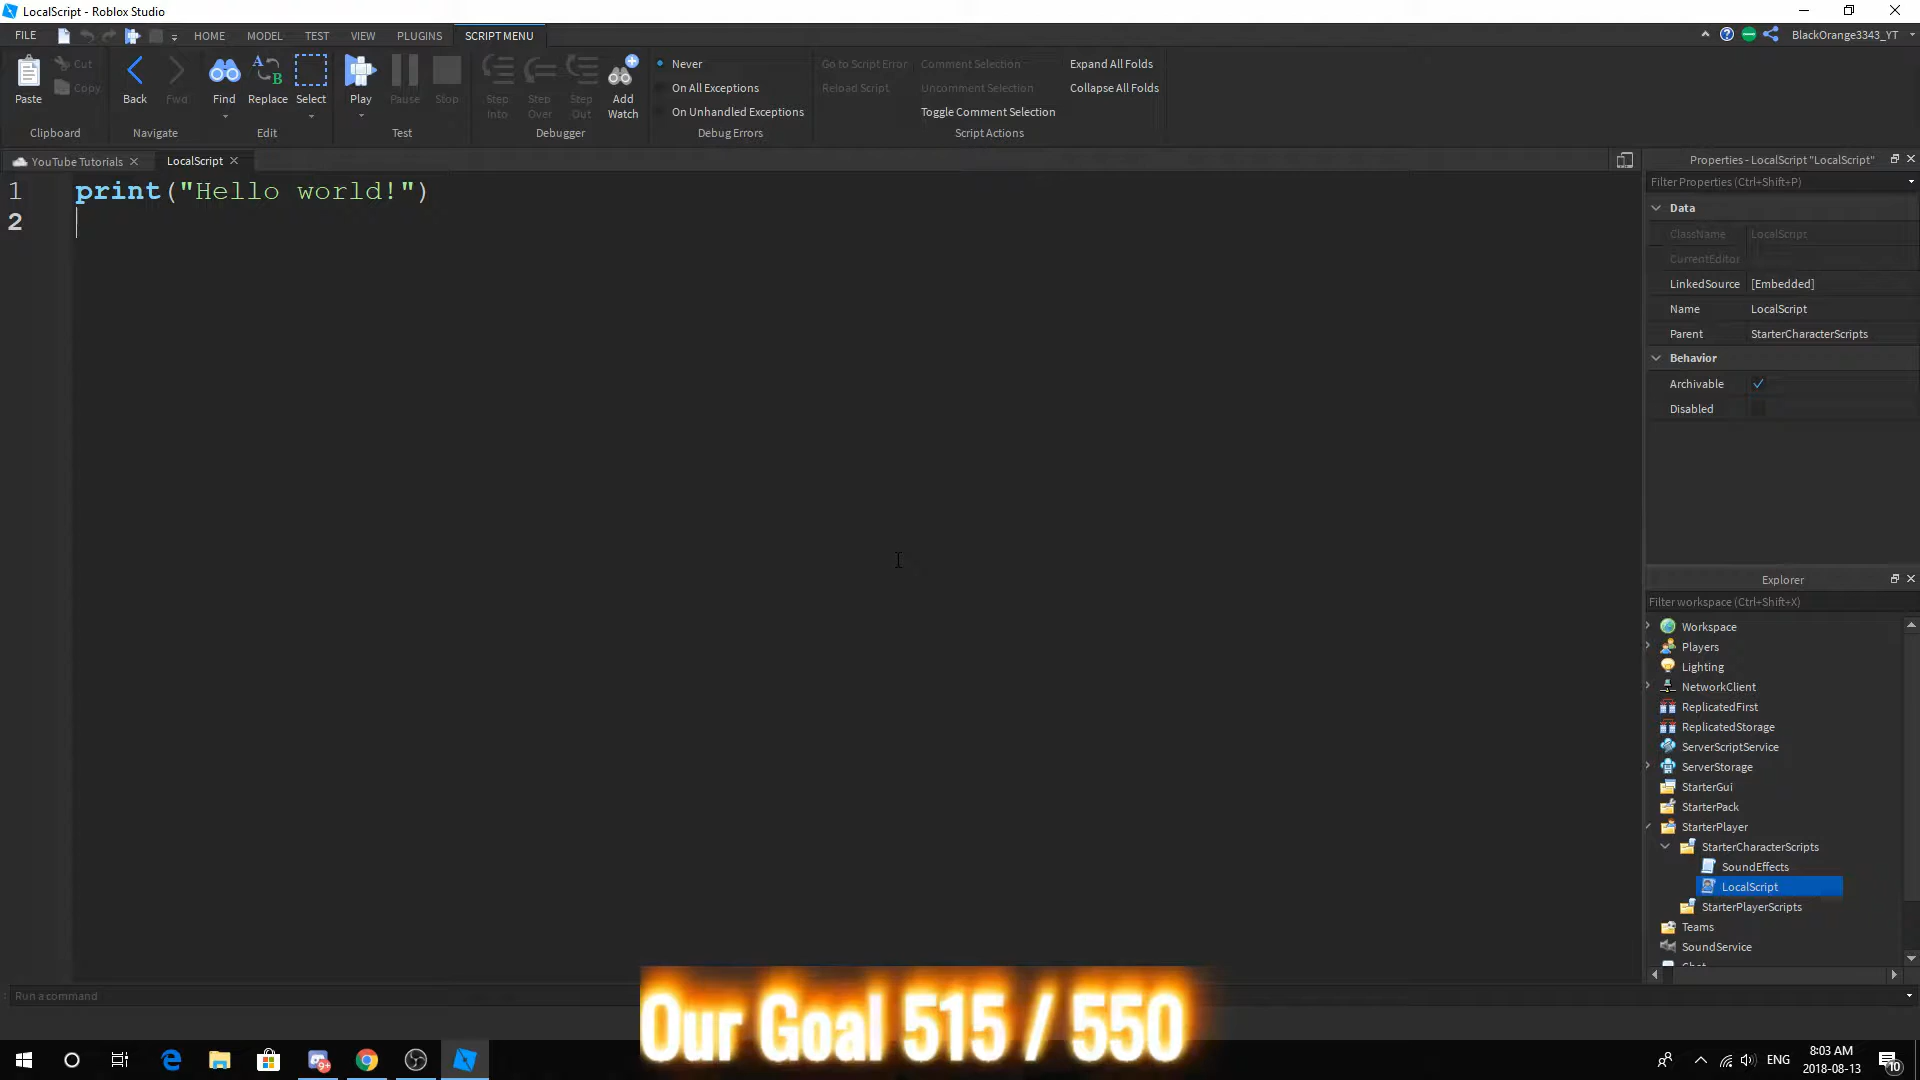 LocalScript - Roblox Studio
FILE HOME MODEL TEST VIEW PLUGINS SCRIPT MENU BlackOrange3343_YT
Paste Cut Copy Back Fwd Find Replace Select Play Pause Stop Step Into Step Over Step Out Add Watch
Never
On All Exceptions
On Unhandled Exceptions
Go to Script Error
Reload Script
Comment Selection
Uncomment Selection
Toggle Comment Selection
Expand All Folds
Collapse All Folds
Clipboard Navigate Edit Test Debugger Debug Errors Script Actions
YouTube Tutorials LocalScript
1 print("Hello world!")
2
Properties - LocalScript "LocalScript"
Filter Properties (Ctrl+Shift+P)
Data
ClassName LocalScript
CurrentEditor
LinkedSource [Embedded]
Name LocalScript
Parent StarterCharacterScripts
Behavior
Archivable
Disabled
Explorer
Filter workspace (Ctrl+Shift+X)
Workspace
Players
Lighting
NetworkClient
ReplicatedFirst
ReplicatedStorage
ServerScriptService
ServerStorage
StarterGui
StarterPack
StarterPlayer
StarterCharacterScripts
SoundEffects
LocalScript
StarterPlayerScripts
Teams
SoundService
Run a command
Our Goal 515 / 550
9+
ENG
8:03 AM
2018-08-13
10